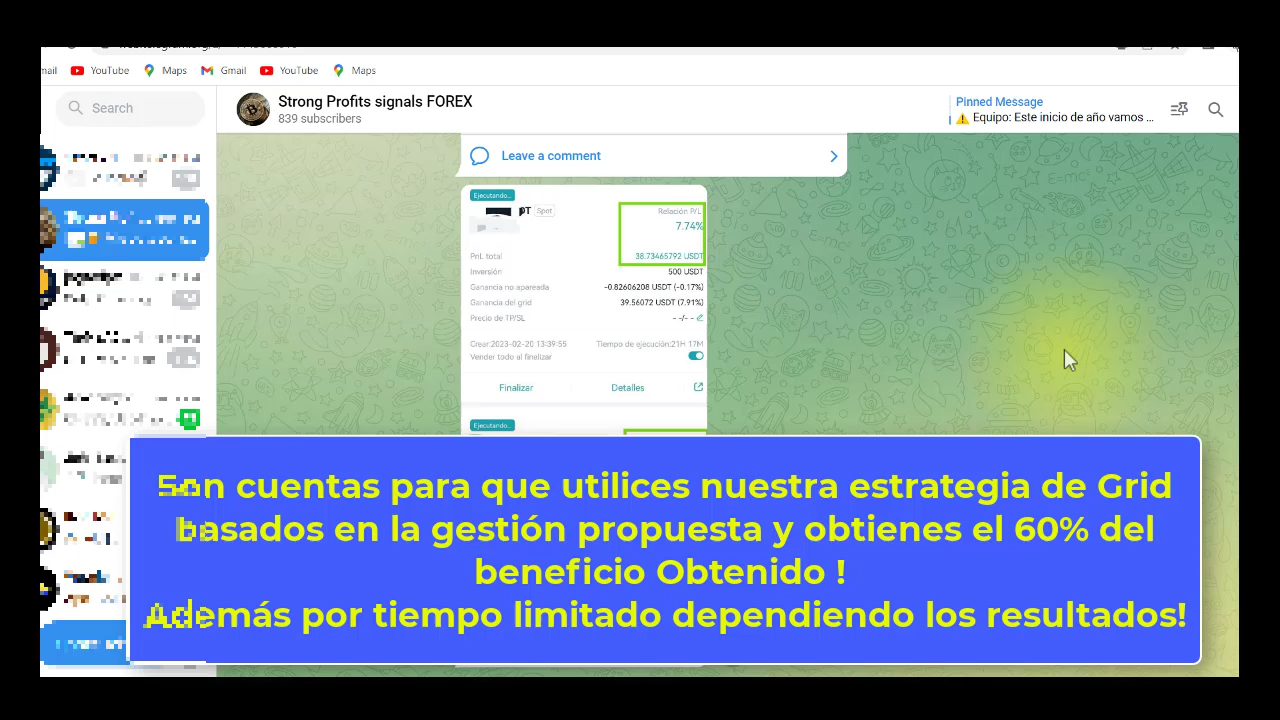 mail YouTube Maps Gmail YouTube Maps
Search
Strong Profits signals FOREX
839 subscribers
Pinned Message
⚠️ Equipo: Este inicio de año vamos ...
Leave a comment
Ejecutando...
Spot
Relación P/L
7.74%
PnL total 38.73465792 USDT
Inversión 500 USDT
Ganancia no apareada -0.82606208 USDT (-0.17%)
Ganancia del grid 39.56072 USDT (7.91%)
Precio de TP/SL - -/- -
Crear:2023-02-20 13:39:55 Tiempo de ejecución:21H 17M
Vender todo al finalizar
Finalizar Detalles
Ejecutando...
Son cuentas para que utilices nuestra estrategia de Grid
basados en la gestión propuesta y obtienes el 60% del
beneficio Obtenido !
Además por tiempo limitado dependiendo los resultados!